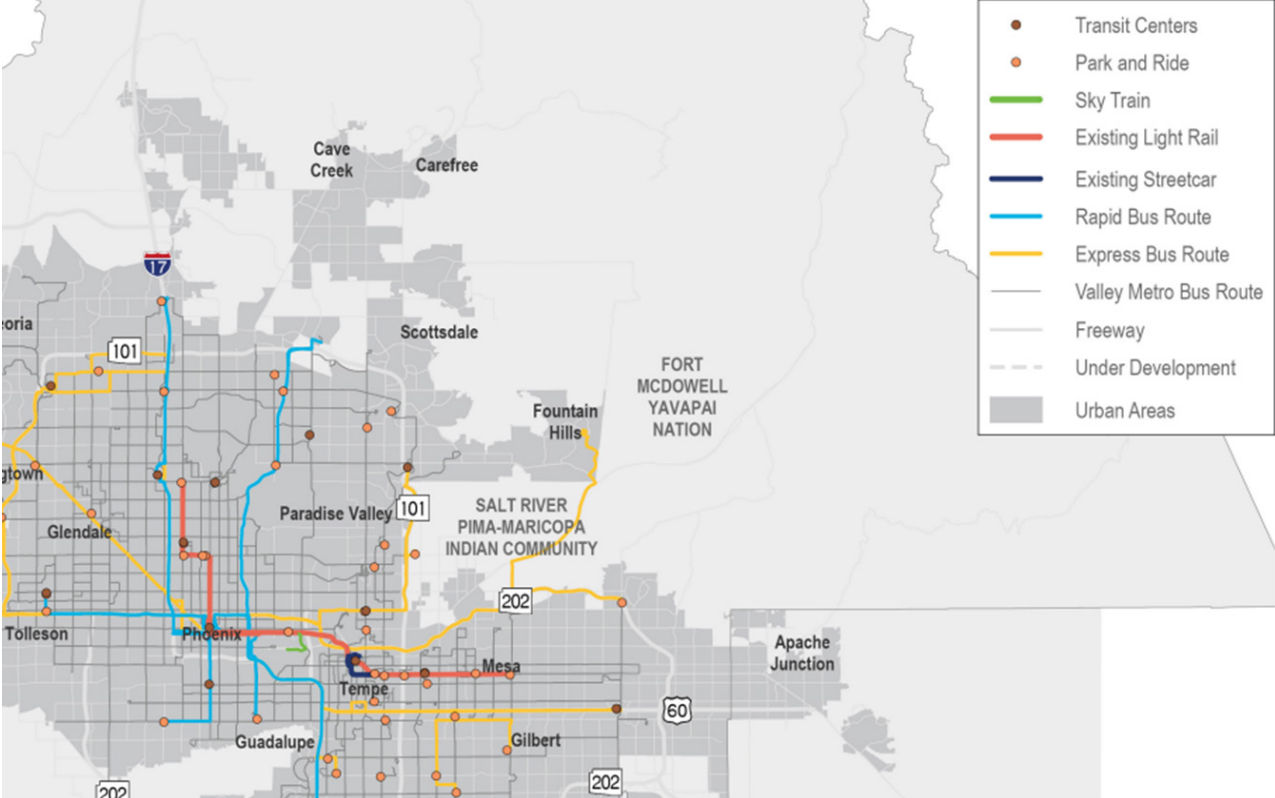 Transit Centers
Park and Ride
Sky Train
Existing Light Rail
Existing Streetcar
Rapid Bus Route
Express Bus Route
Valley Metro Bus Route
Freeway
Under Development
Urban Areas
Cave
Creek
Carefree
17
eoria
101
Scottsdale
FORT
MCDOWELL
YAVAPAI
NATION
Fountain
Hills
gtown
Glendale
Paradise Valley
101
SALT RIVER
PIMA-MARICOPA
INDIAN COMMUNITY
202
Tolleson
Phoenix
Apache
Junction
Mesa
Tempe
60
Guadalupe
Gilbert
202
202